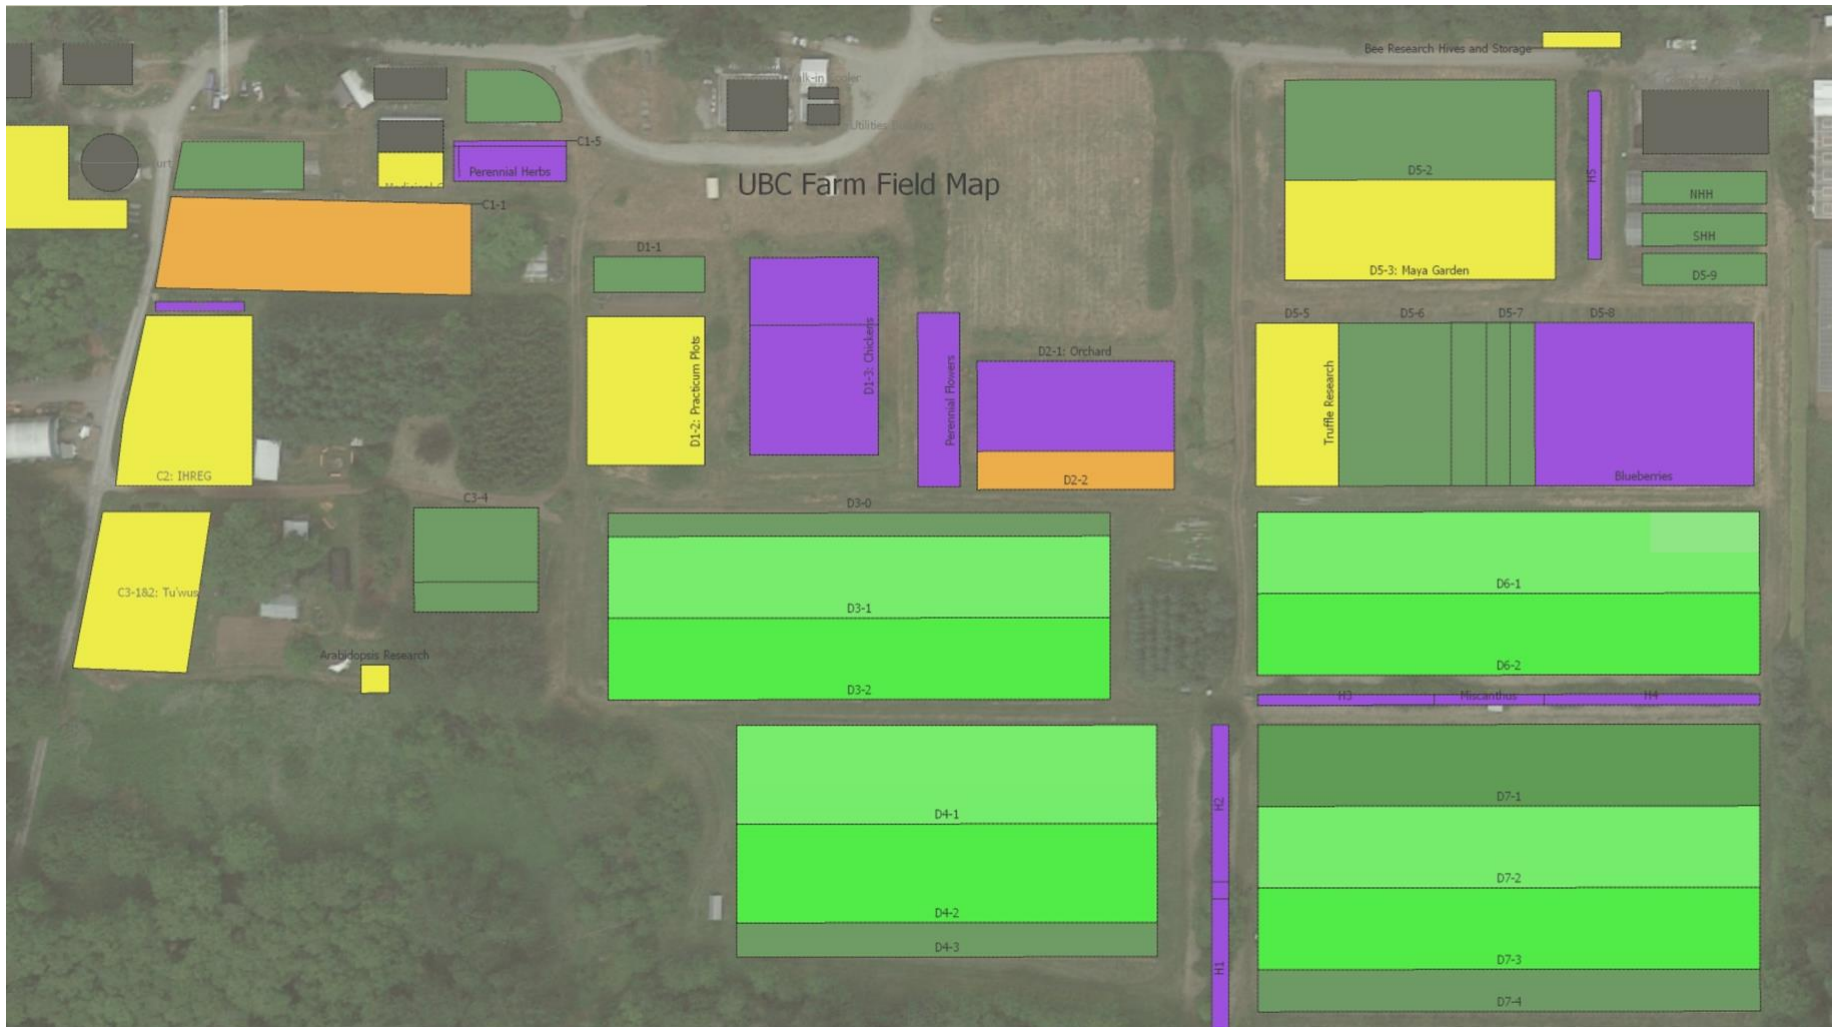 Bee Research Hives and Storage
C1-5
Perennial Herbs
UBC Farm Field Map
C1-1
D5-2
H5
NHH
SHH
D5-9
D5-3: Maya Garden
D1-1
D1-2: Practicum Plots
D1-3: Chickens
Perennial Flowers
D2-1: Orchard
D2-2
D5-5
D5-6
D5-7
D5-8
Truffle Research
Blueberries
C2: IHREG
C3-4
D3-0
D3-1
D3-2
C3-1&2: Tu'wus
Arabidopsis Research
D6-1
D6-2
H3
Miscanthus
H4
D4-1
D4-2
D4-3
H2
H1
D7-1
D7-2
D7-3
D7-4